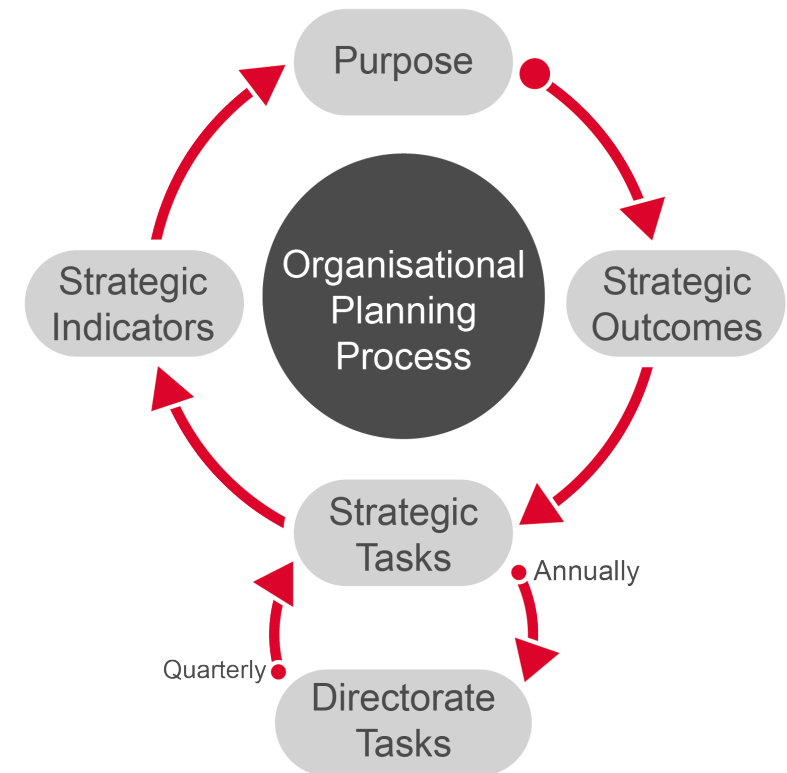 Purpose
Organisational
Planning
Process
Strategic
Indicators
Strategic
Outcomes
Strategic
Tasks
Annually
Quarterly
Directorate
Tasks